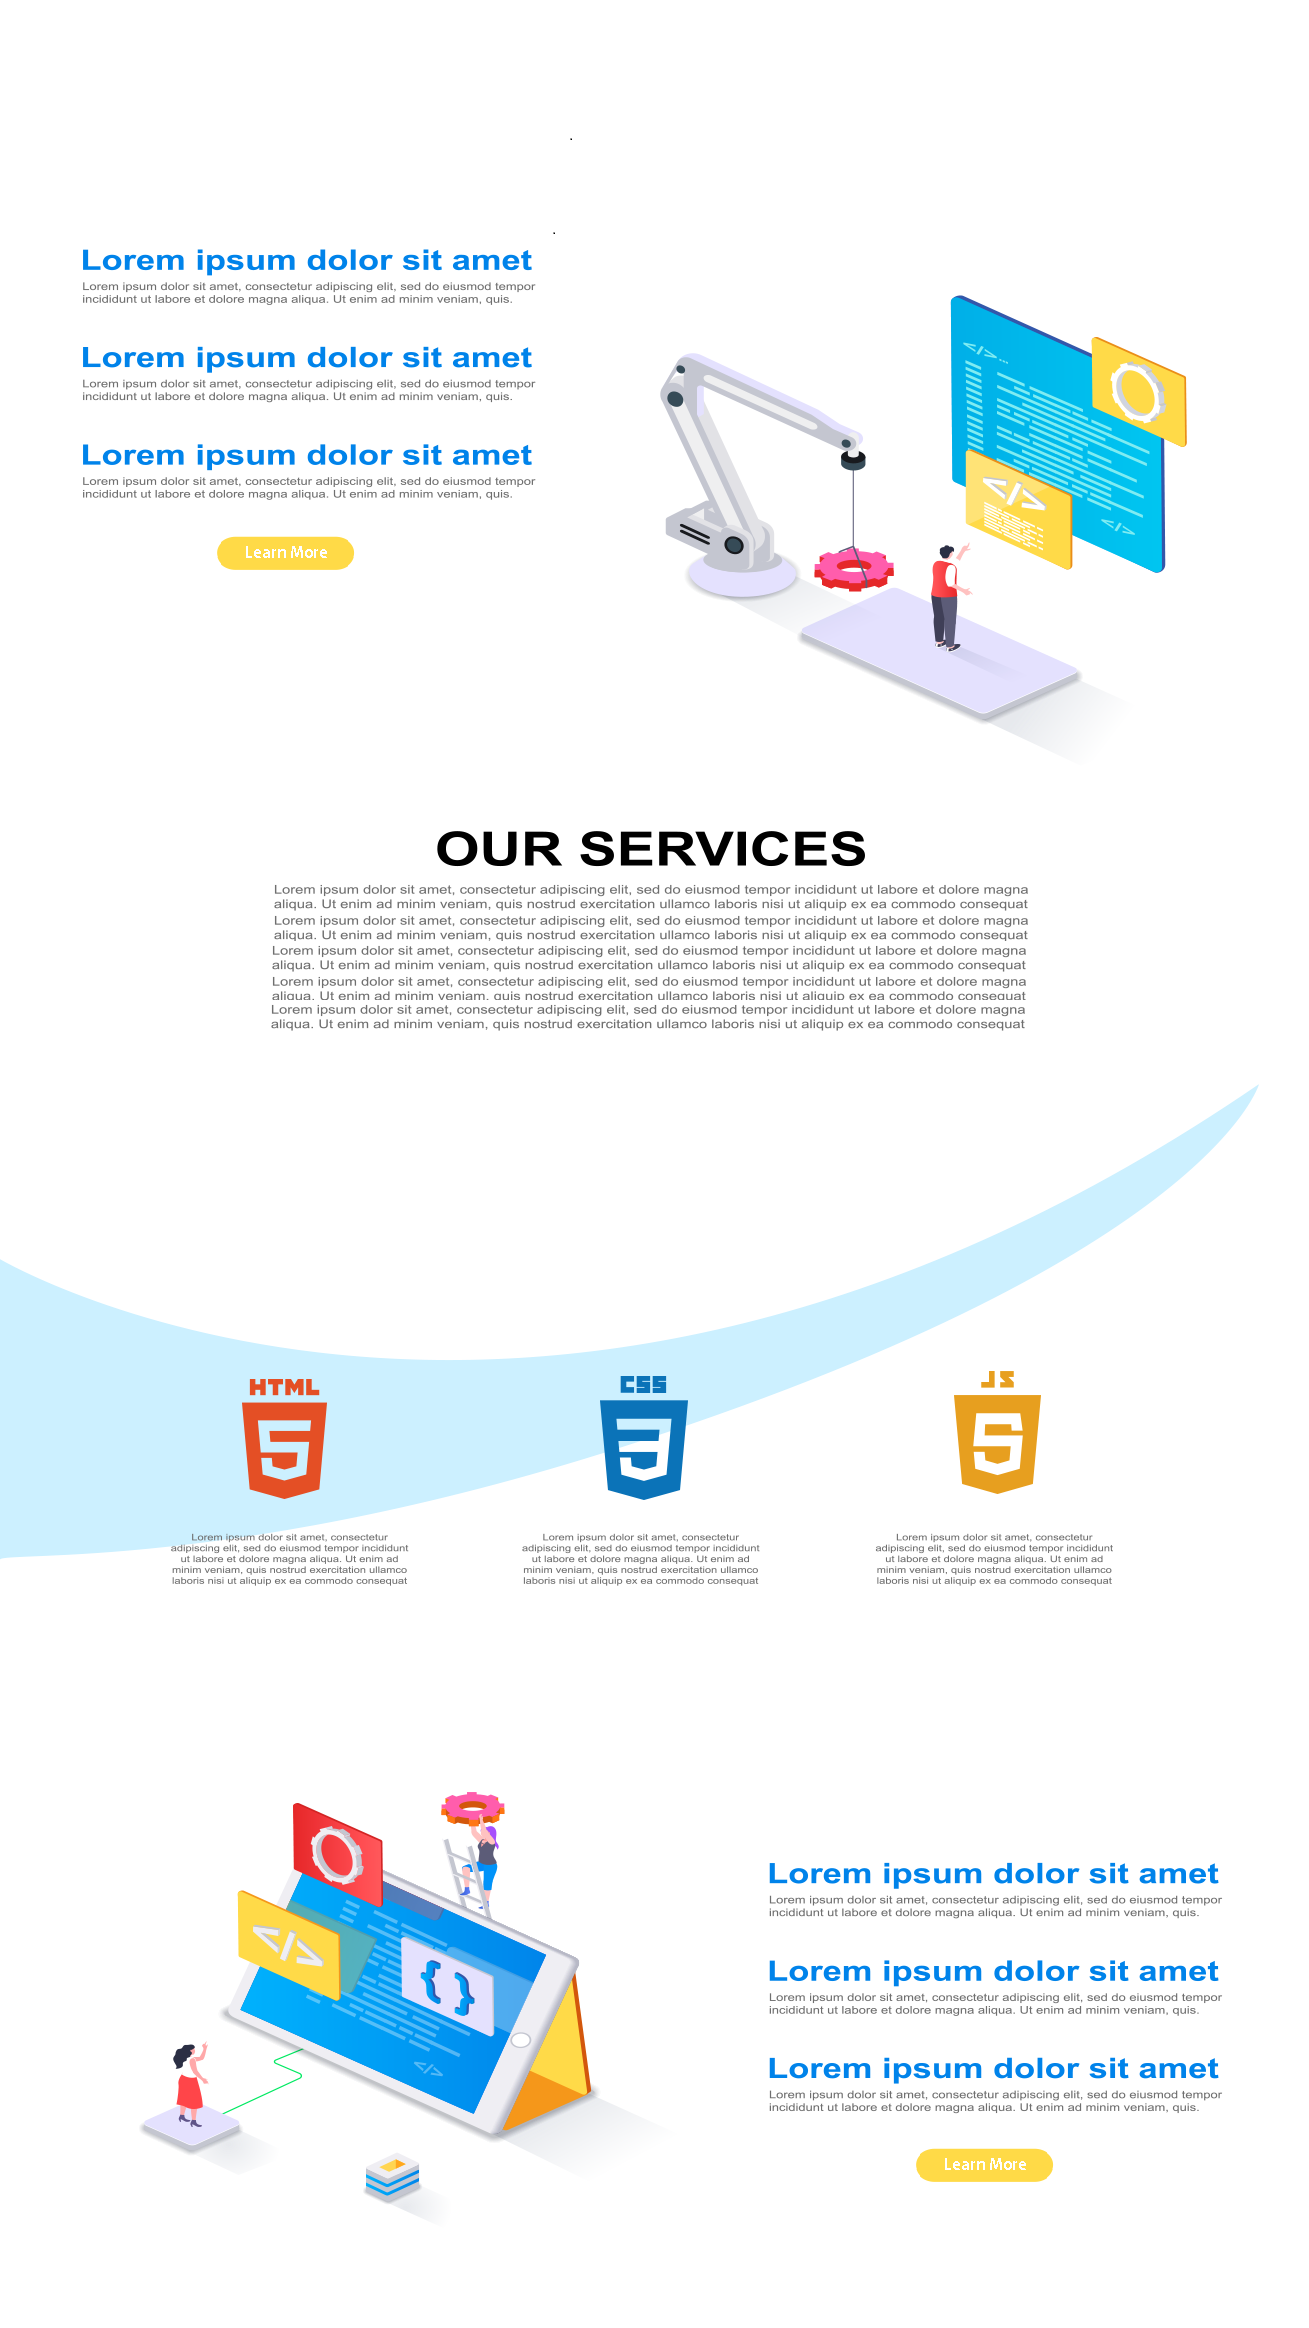 Lorem ipsum dolor sit amet
Lorem ipsum dolor sit amet, consectetur adipiscing elit, sed do eiusmod tempor
incididunt ut labore et dolore magna aliqua. Ut enim ad minim veniam, quis.
Lorem ipsum dolor sit amet
Lorem ipsum dolor sit amet, consectetur adipiscing elit, sed do eiusmod tempor
incididunt ut labore et dolore magna aliqua. Ut enim ad minim veniam, quis.
Lorem ipsum dolor sit amet
Lorem ipsum dolor sit amet, consectetur adipiscing elit, sed do eiusmod tempor
incididunt ut labore et dolore magna aliqua. Ut enim ad minim veniam, quis.
Learn More
</>...
</>
</>
OUR SERVICES
Lorem ipsum dolor sit amet, consectetur adipiscing elit, sed do eiusmod tempor incididunt ut labore et dolore magna
aliqua. Ut enim ad minim veniam, quis nostrud exercitation ullamco laboris nisi ut aliquip ex ea commodo consequat
Lorem ipsum dolor sit amet, consectetur adipiscing elit, sed do eiusmod tempor incididunt ut labore et dolore magna
aliqua. Ut enim ad minim veniam, quis nostrud exercitation ullamco laboris nisi ut aliquip ex ea commodo consequat
Lorem ipsum dolor sit amet, consectetur adipiscing elit, sed do eiusmod tempor incididunt ut labore et dolore magna
aliqua. Ut enim ad minim veniam, quis nostrud exercitation ullamco laboris nisi ut aliquip ex ea commodo consequat
Lorem ipsum dolor sit amet, consectetur adipiscing elit, sed do eiusmod tempor incididunt ut labore et dolore magna
aliqua. Ut enim ad minim veniam, quis nostrud exercitation ullamco laboris nisi ut aliquip ex ea commodo consequat
Lorem ipsum dolor sit amet, consectetur adipiscing elit, sed do eiusmod tempor incididunt ut labore et dolore magna
aliqua. Ut enim ad minim veniam, quis nostrud exercitation ullamco laboris nisi ut aliquip ex ea commodo consequat
HTML
5
Lorem ipsum dolor sit amet, consectetur
adipiscing elit, sed do eiusmod tempor incididunt
ut labore et dolore magna aliqua. Ut enim ad
minim veniam, quis nostrud exercitation ullamco
laboris nisi ut aliquip ex ea commodo consequat
CSS
3
Lorem ipsum dolor sit amet, consectetur
adipiscing elit, sed do eiusmod tempor incididunt
ut labore et dolore magna aliqua. Ut enim ad
minim veniam, quis nostrud exercitation ullamco
laboris nisi ut aliquip ex ea commodo consequat
JS
5
Lorem ipsum dolor sit amet, consectetur
adipiscing elit, sed do eiusmod tempor incididunt
ut labore et dolore magna aliqua. Ut enim ad
minim veniam, quis nostrud exercitation ullamco
laboris nisi ut aliquip ex ea commodo consequat
</>
{ }
</>
Lorem ipsum dolor sit amet
Lorem ipsum dolor sit amet, consectetur adipiscing elit, sed do eiusmod tempor
incididunt ut labore et dolore magna aliqua. Ut enim ad minim veniam, quis.
Lorem ipsum dolor sit amet
Lorem ipsum dolor sit amet, consectetur adipiscing elit, sed do eiusmod tempor
incididunt ut labore et dolore magna aliqua. Ut enim ad minim veniam, quis.
Lorem ipsum dolor sit amet
Lorem ipsum dolor sit amet, consectetur adipiscing elit, sed do eiusmod tempor
incididunt ut labore et dolore magna aliqua. Ut enim ad minim veniam, quis.
Learn More